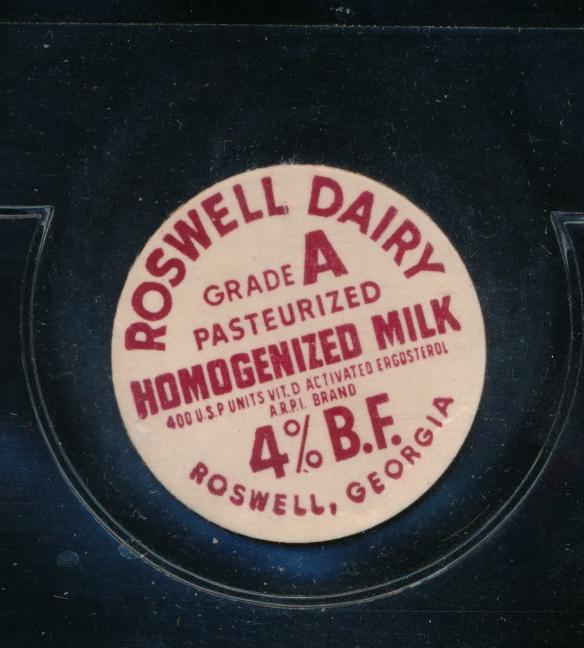 ROSWELL DAIRY
GRADE A
PASTEURIZED
HOMOGENIZED MILK
400 U.S.P UNITS VIT. D ACTIVATED ERGOSTEROL
A.R.P.I. BRAND
4% B.F.
ROSWELL, GEORGIA